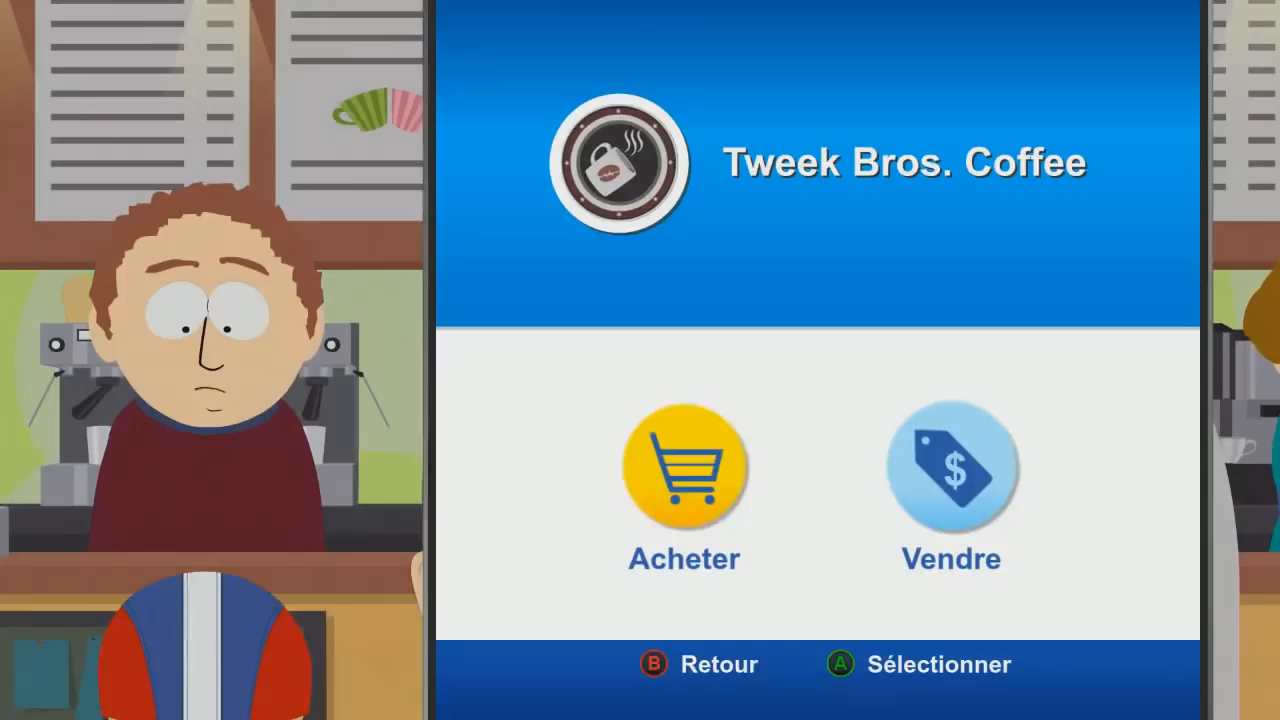 Tweek Bros. Coffee
$
Acheter
Vendre
B Retour
A Sélectionner